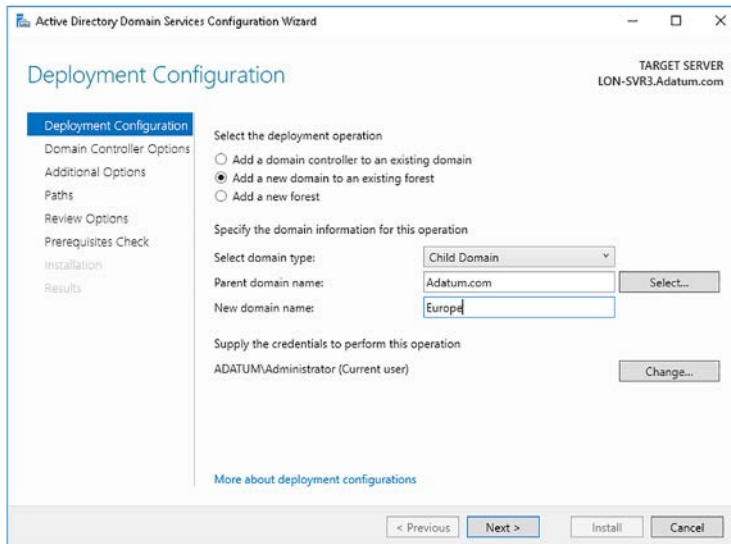 Active Directory Domain Services Configuration Wizard
Deployment Configuration
TARGET SERVER
LON-SVR3.Adatum.com
Deployment Configuration
Domain Controller Options
Additional Options
Paths
Review Options
Prerequisites Check
Installation
Results
Select the deployment operation
Add a domain controller to an existing domain
Add a new domain to an existing forest
Add a new forest
Specify the domain information for this operation
Select domain type: Child Domain
Parent domain name: Adatum.com Select...
New domain name: Europe
Supply the credentials to perform this operation
ADATUM\Administrator (Current user) Change...
More about deployment configurations
< Previous Next > Install Cancel